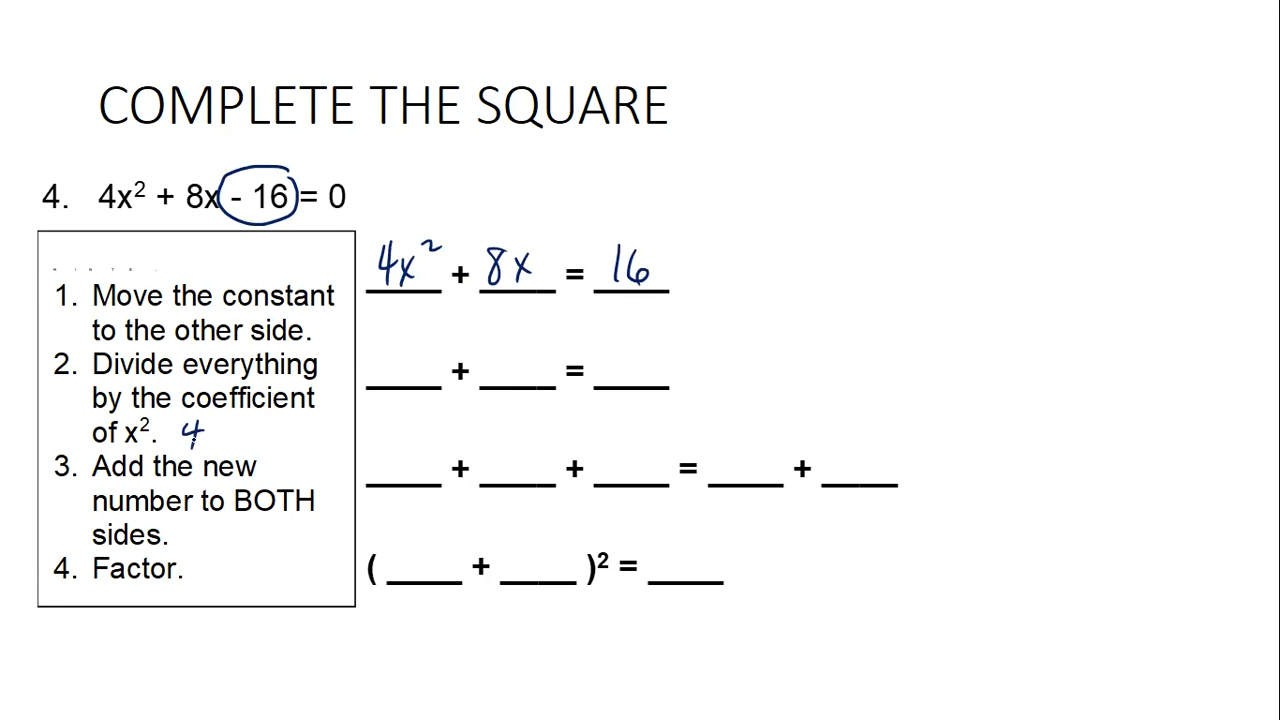 COMPLETE THE SQUARE
4. 4x² + 8x - 16 = 0
4x² + 8x = 16
1. Move the constant
to the other side.
2. Divide everything
by the coefficient
of x². 4
____ + ____ = ____
3. Add the new
number to BOTH
sides.
____ + ____ + ____ = ____ + ____
4. Factor.
( ____ + ____ )² = ____